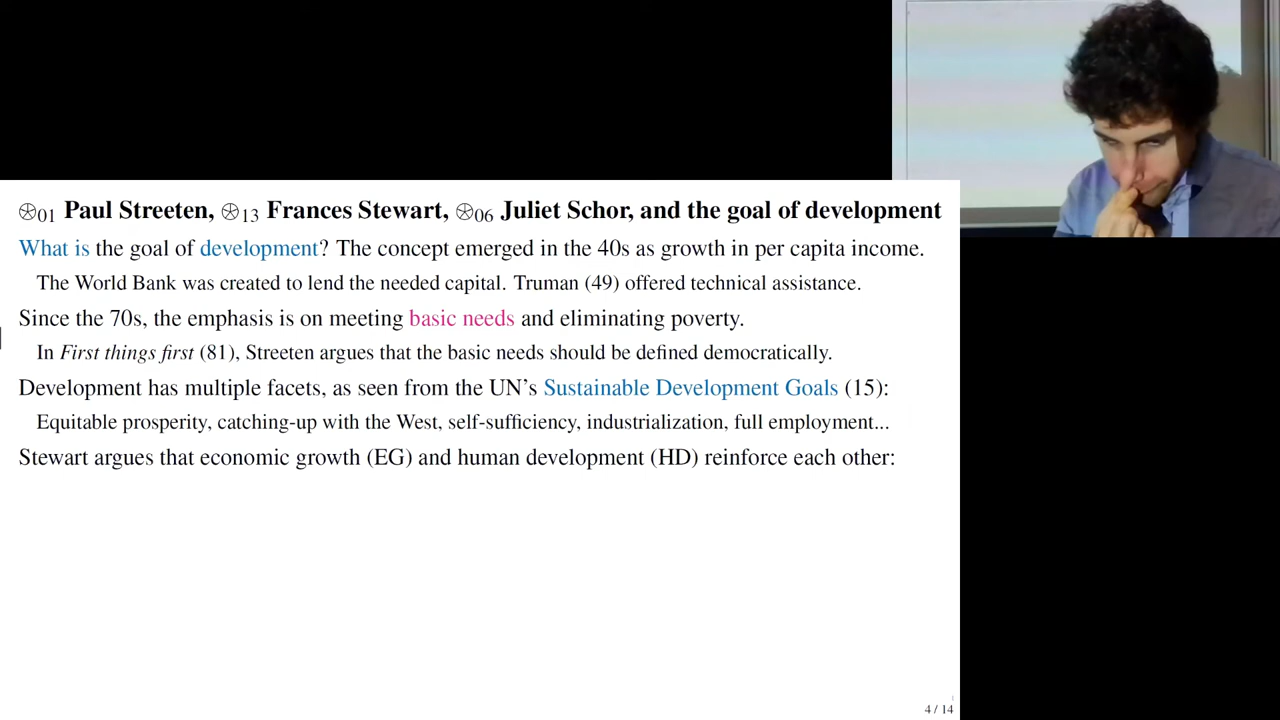 ⊛01 Paul Streeten, ⊛13 Frances Stewart, ⊛06 Juliet Schor, and the goal of development
What is the goal of development? The concept emerged in the 40s as growth in per capita income.
The World Bank was created to lend the needed capital. Truman (49) offered technical assistance.
Since the 70s, the emphasis is on meeting basic needs and eliminating poverty.
In First things first (81), Streeten argues that the basic needs should be defined democratically.
Development has multiple facets, as seen from the UN's Sustainable Development Goals (15):
Equitable prosperity, catching-up with the West, self-sufficiency, industrialization, full employment...
Stewart argues that economic growth (EG) and human development (HD) reinforce each other:
4 / 14